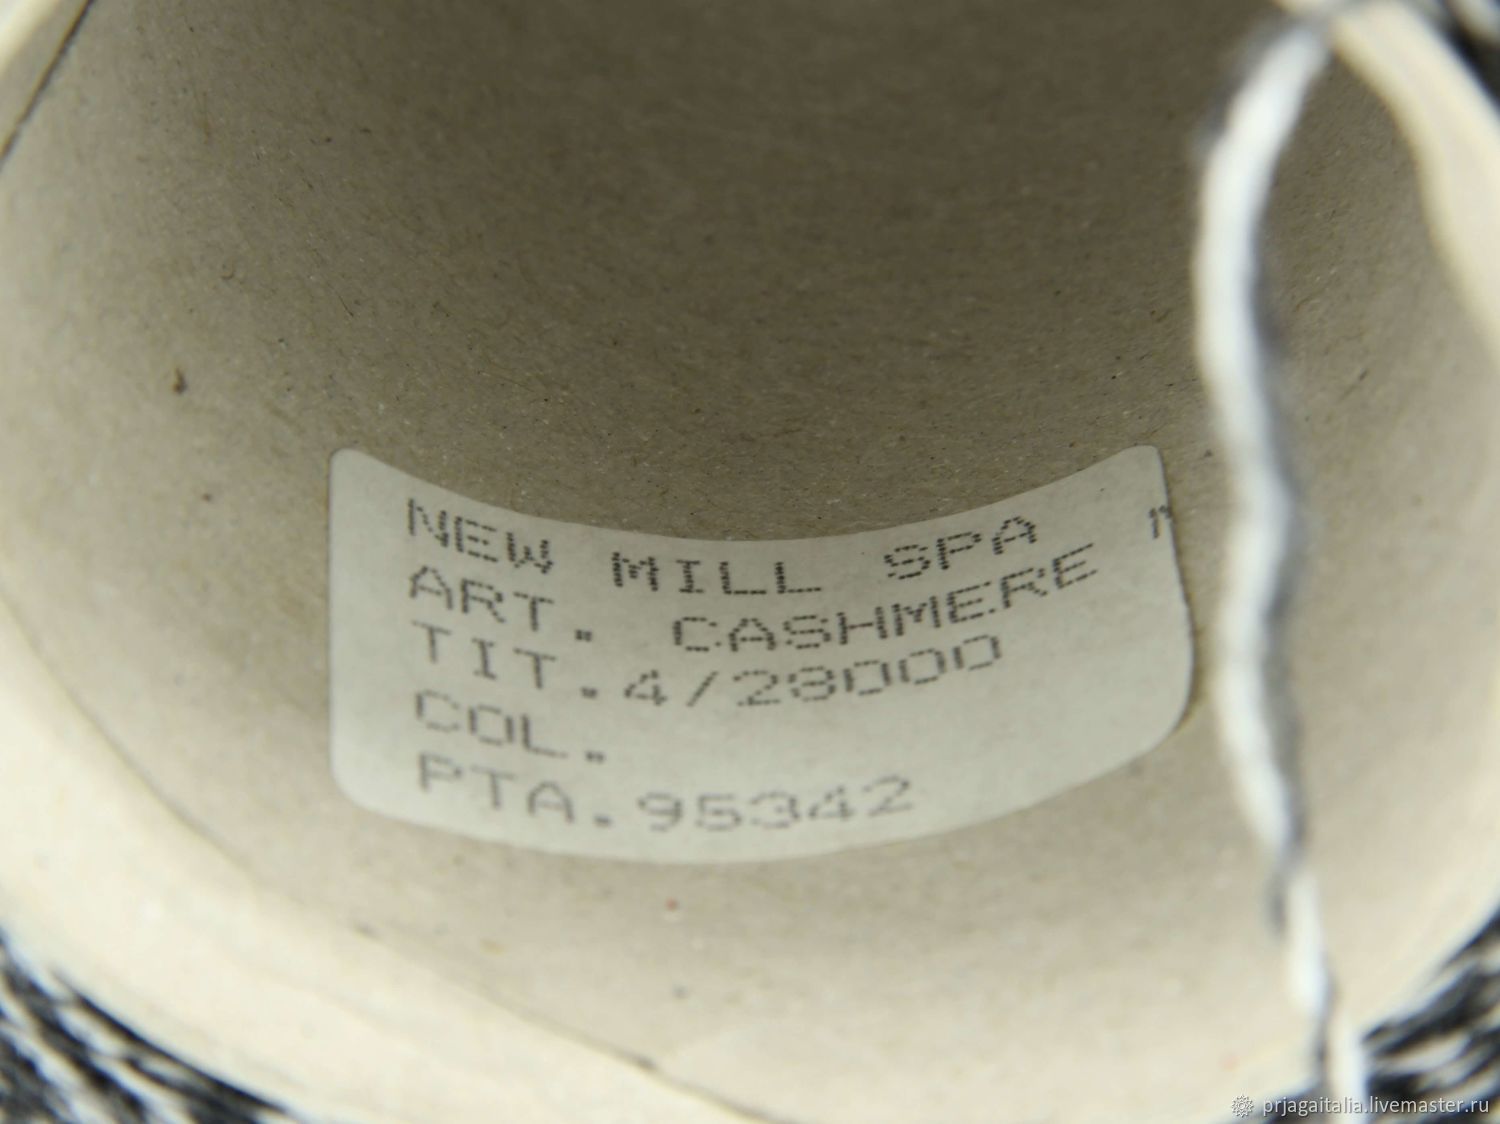 NEW MILL SPA
ART. CASHMERE
TIT.4/28000
COL.
PTA.95342
prjagaitalia.livemaster.ru